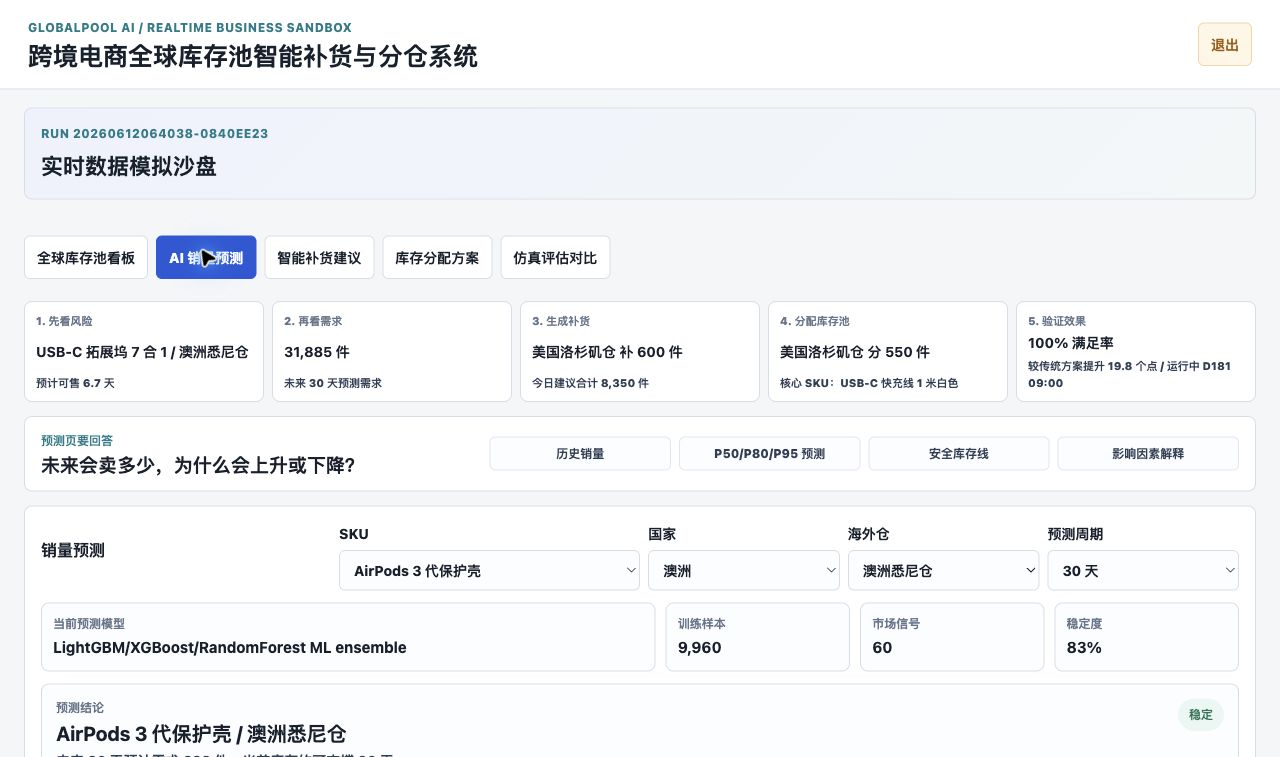 GLOBALPOOL AI / REALTIME BUSINESS SANDBOX
跨境电商全球库存池智能补货与分仓系统
退出
RUN 20260612064038-0840EE23
实时数据模拟沙盘
全球库存池看板
AI 销量预测
智能补货建议
库存分配方案
仿真评估对比
1. 先看风险
USB-C 拓展坞 7 合 1 / 澳洲悉尼仓
预计可售 6.7 天
2. 再看需求
31,885 件
未来 30 天预测需求
3. 生成补货
美国洛杉矶仓 补 600 件
今日建议合计 8,350 件
4. 分配库存池
美国洛杉矶仓 分 550 件
核心 SKU：USB-C 快充线 1 米白色
5. 验证效果
100% 满足率
较传统方案提升 19.8 个点 / 运行中 D181
09:00
预测页要回答
未来会卖多少，为什么会上升或下降?
历史销量
P50/P80/P95 预测
安全库存线
影响因素解释
销量预测
SKU
AirPods 3 代保护壳
国家
澳洲
海外仓
澳洲悉尼仓
预测周期
30 天
当前预测模型
LightGBM/XGBoost/RandomForest ML ensemble
训练样本
9,960
市场信号
60
稳定度
83%
预测结论
AirPods 3 代保护壳 / 澳洲悉尼仓
稳定